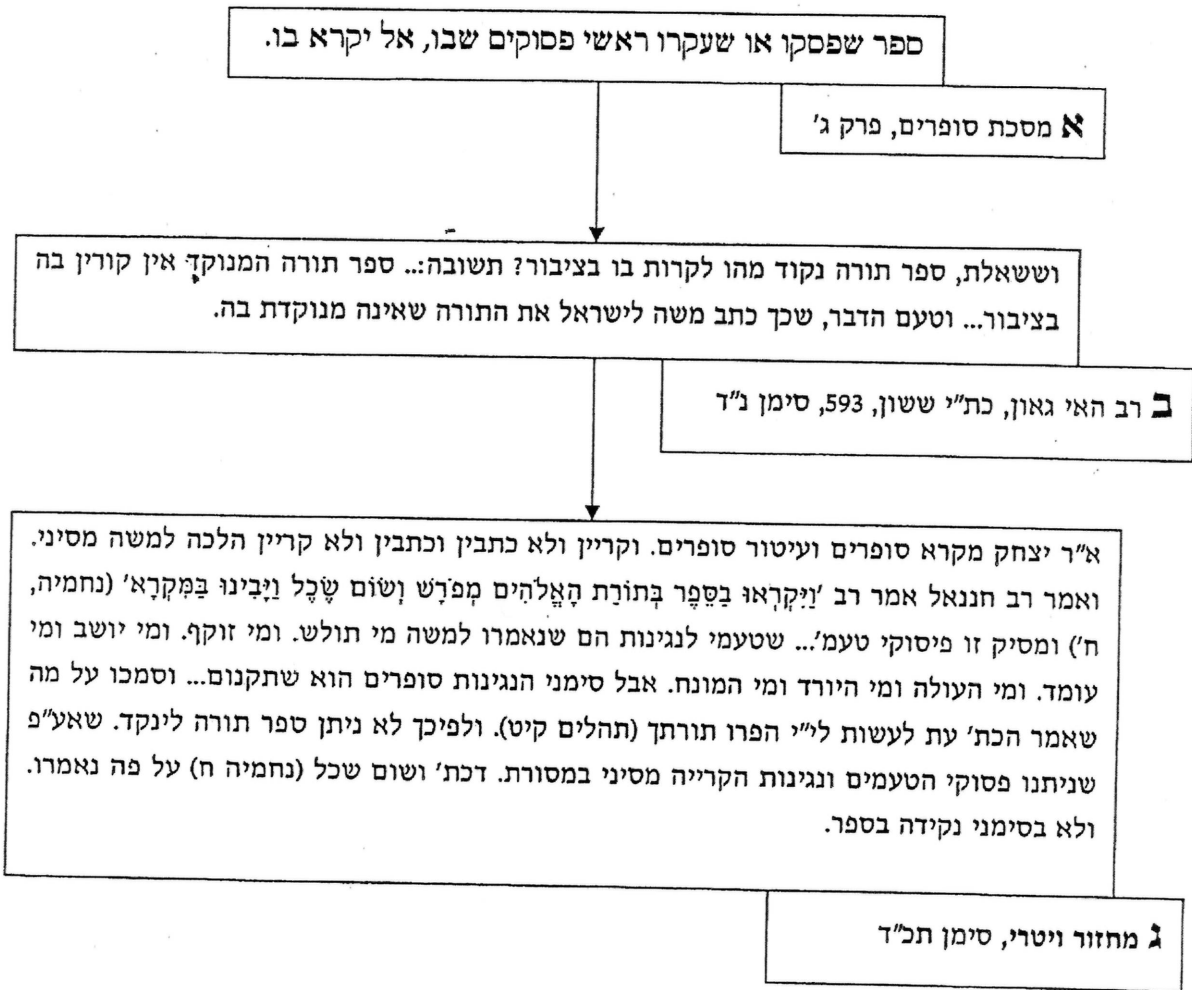 ספר שפסקו או שעקרו ראשי פסוקים שבו, אל יקרא בו.
א מסכת סופרים, פרק ג'
וששאלת, ספר תורה נקוד מהו לקרות בו בציבור? תשובה:.. ספר תורה המנוקד אין קורין בה
בציבור... וטעם הדבר, שכך כתב משה לישראל את התורה שאינה מנוקדת בה.
ב רב האי גאון, כת"י ששון, 593, סימן נ"ד
א"ר יצחק מקרא סופרים ועיטור סופרים. וקריין ולא כתבין וכתבין ולא קריין הלכה למשה מסיני.
ואמר רב חננאל אמר רב 'וַיִּקְרְאוּ בַסֵּפֶר בְּתוֹרַת הָאֱלֹהִים מְפֹרָשׁ וְשׂוֹם שֶׂכֶל וַיָּבִינוּ בַּמִּקְרָא' (נחמיה,
ח') ומסיק זו פיסוקי טעמ'... שטעמי לנגינות הם שנאמרו למשה מי תולש. ומי זוקף. ומי יושב ומי
עומד. ומי העולה ומי היורד ומי המונח. אבל סימני הנגינות סופרים הוא שתקנום... וסמכו על מה
שאמר הכת' עת לעשות לי"י הפרו תורתך (תהלים קיט). ולפיכך לא ניתן ספר תורה לינקד. שאע"פ
שניתנו פסוקי הטעמים ונגינות הקרייה מסיני במסורת. דכת' ושום שכל (נחמיה ח) על פה נאמרו.
ולא בסימני נקידה בספר.
ג מחזור ויטרי, סימן תכ"ד